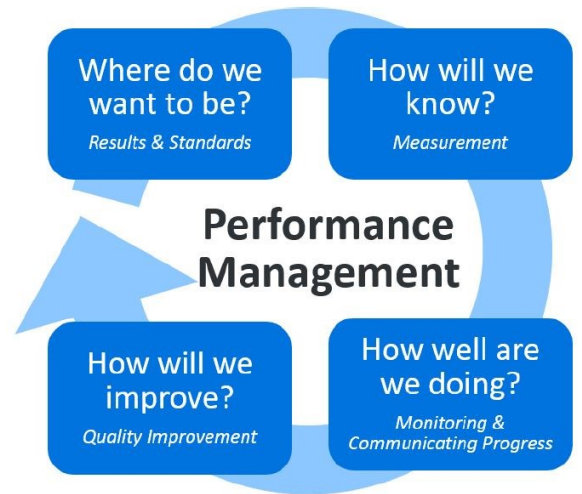 Where do we
want to be?
Results & Standards
How will we
know?
Measurement
Performance
Management
How will we
improve?
Quality Improvement
How well are
we doing?
Monitoring &
Communicating Progress